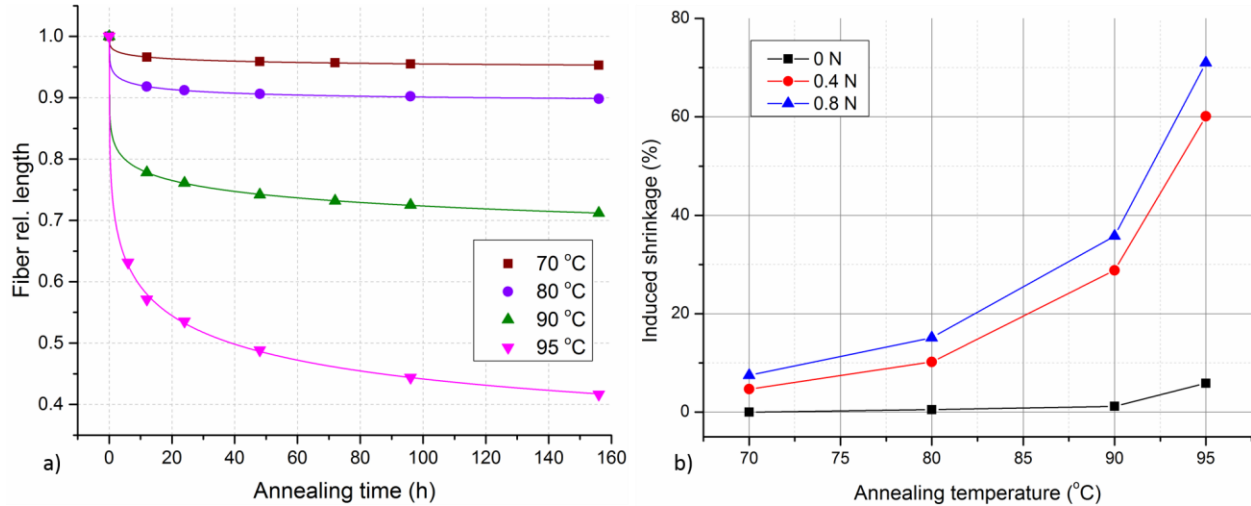 1.0
0.9
0.8
0.7
0.6
0.5
0.4
Fiber rel. length
70 °C
80 °C
90 °C
95 °C
0 20 40 60 80 100 120 140 160
a)
Annealing time (h)
80
60
40
20
0
Induced shrinkage (%)
0 N
0.4 N
0.8 N
70 75 80 85 90 95
b)
Annealing temperature (°C)